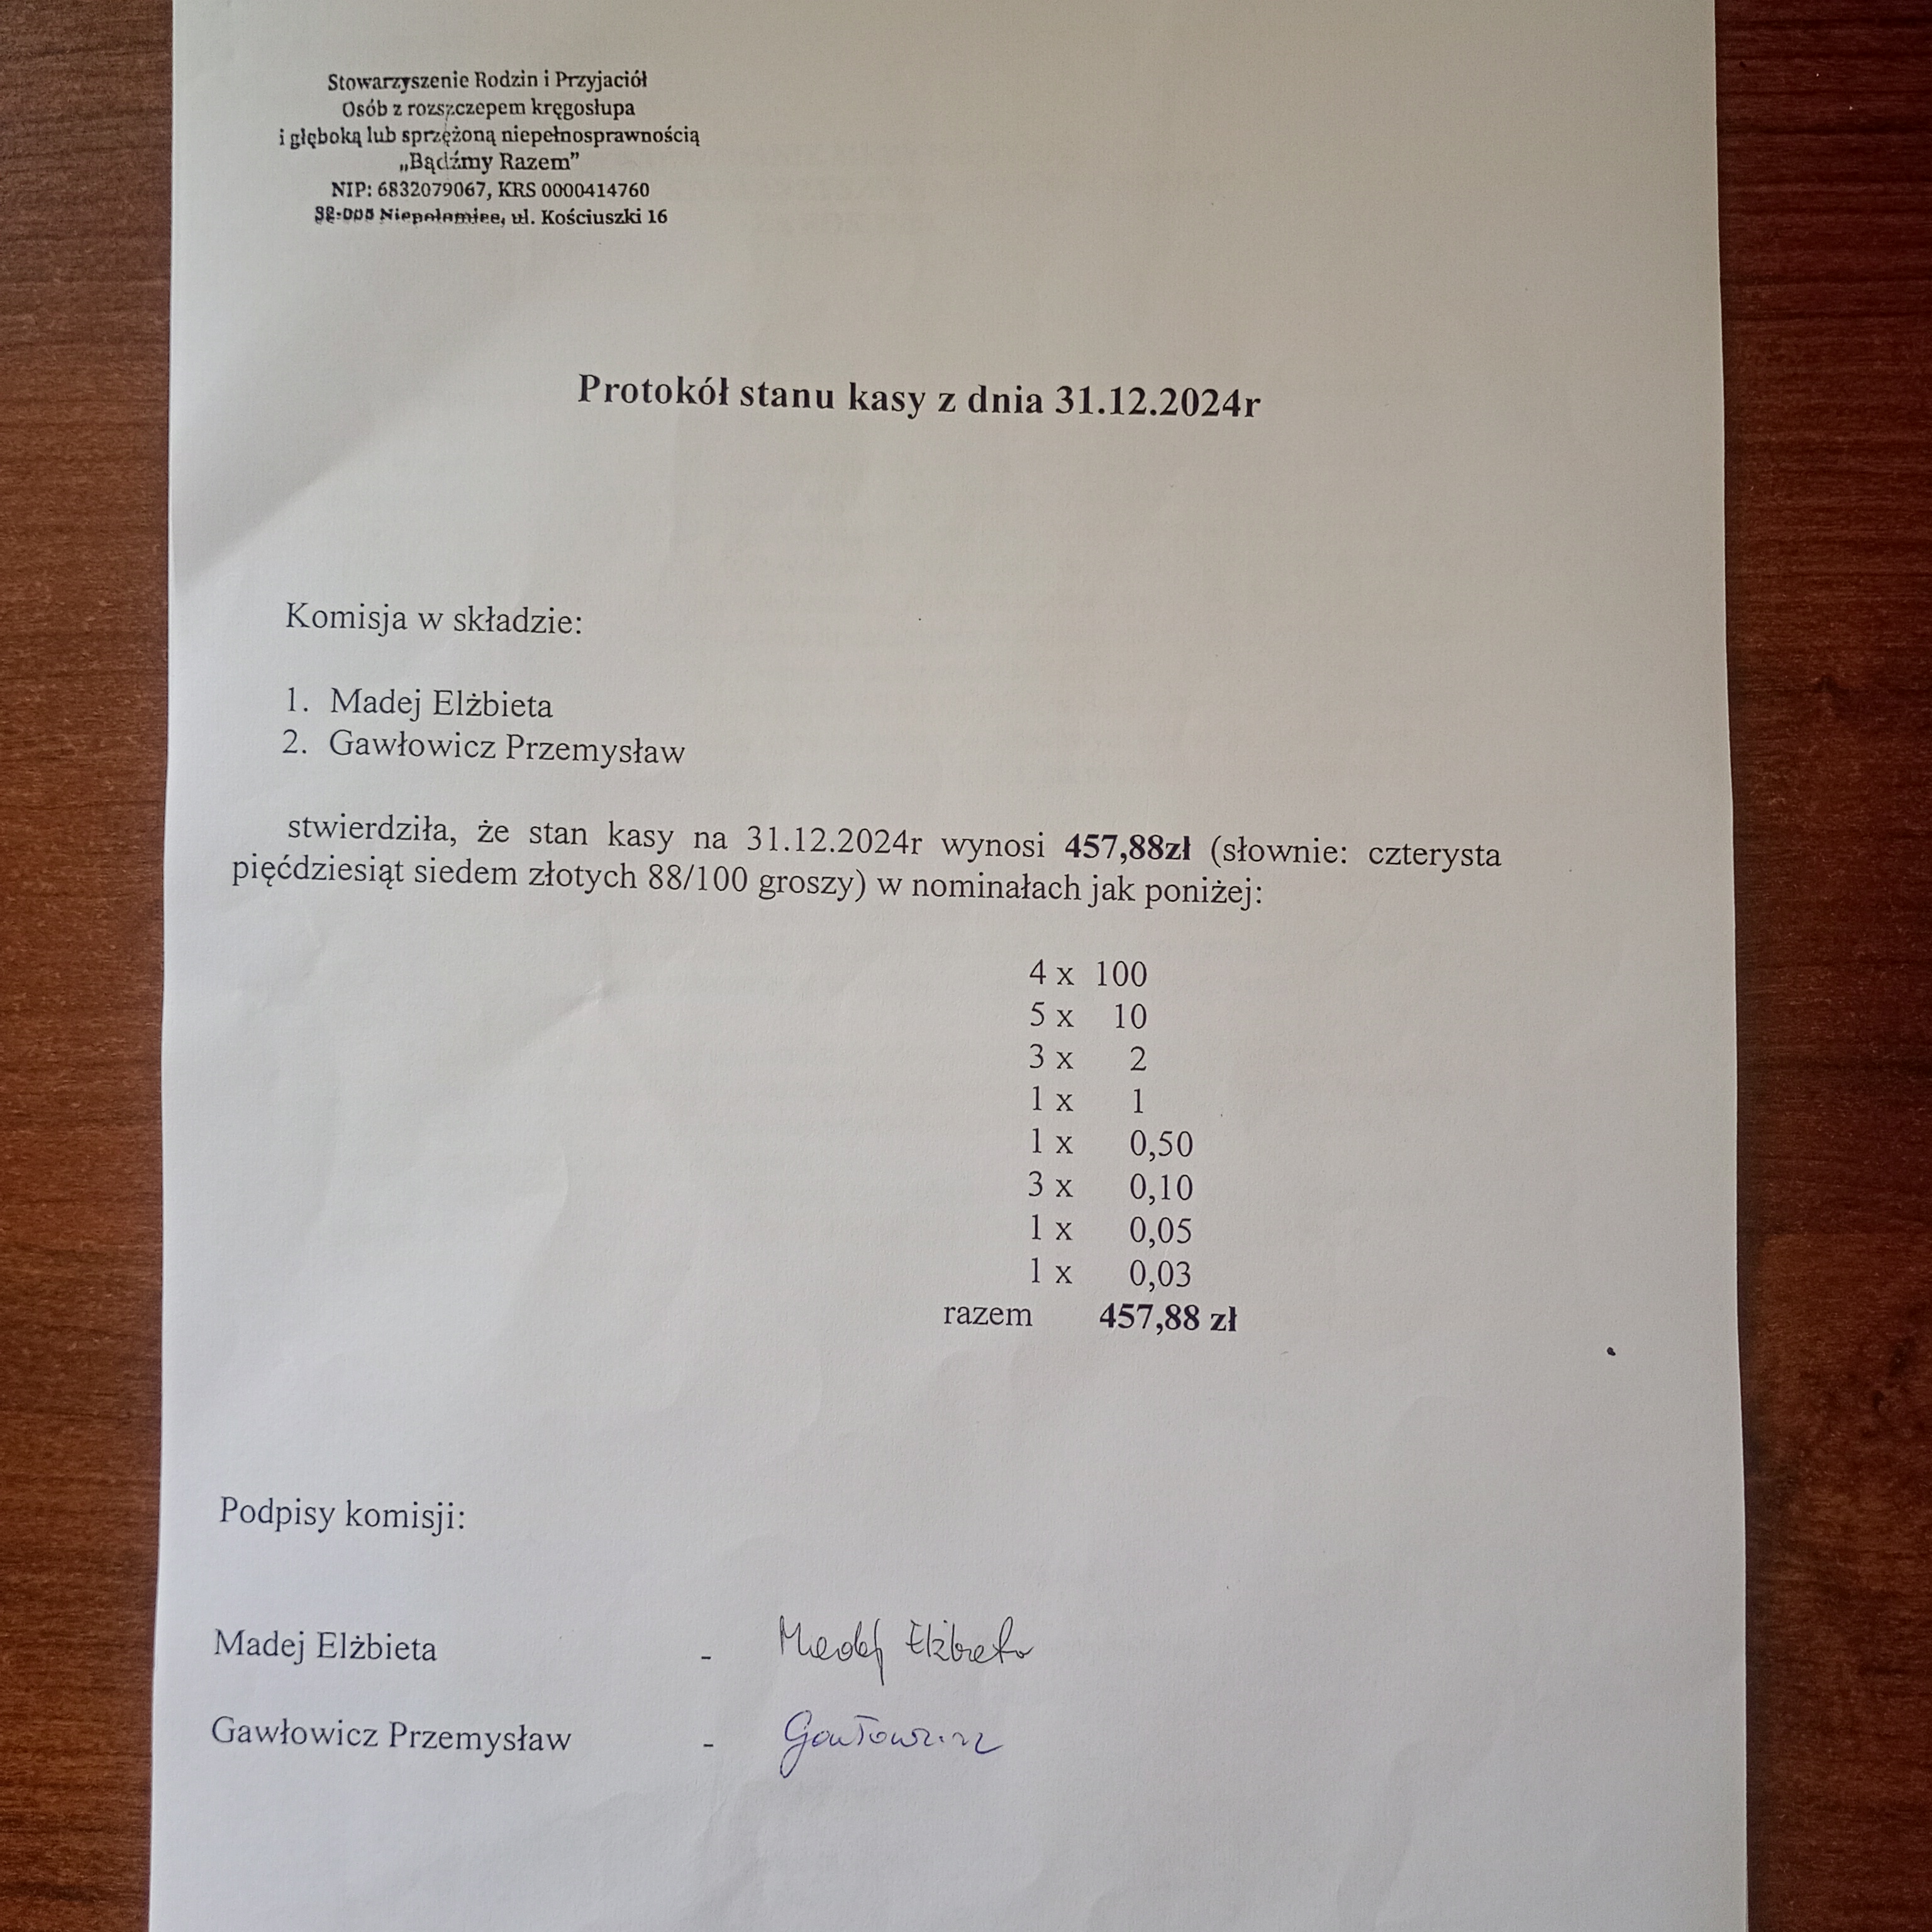 Stowarzyszenie Rodzin i Przyjaciół
Osób z rozszczepem kręgosłupa
i głęboką lub sprzężoną niepełnosprawnością
„Bądźmy Razem”
NIP: 6832079067, KRS 0000414760
32-005 Niepołomice, ul. Kościuszki 16
Protokół stanu kasy z dnia 31.12.2024r
Komisja w składzie:
1. Madej Elżbieta
2. Gawłowicz Przemysław
stwierdziła, że stan kasy na 31.12.2024r wynosi 457,88zł (słownie: czterysta
pięćdziesiąt siedem złotych 88/100 groszy) w nominałach jak poniżej:
4 x 100
5 x 10
3 x 2
1 x 1
1 x 0,50
3 x 0,10
1 x 0,05
1 x 0,03
razem 457,88 zł
Podpisy komisji:
Madej Elżbieta - Madej Elżbieta
Gawłowicz Przemysław - Gawłowicz